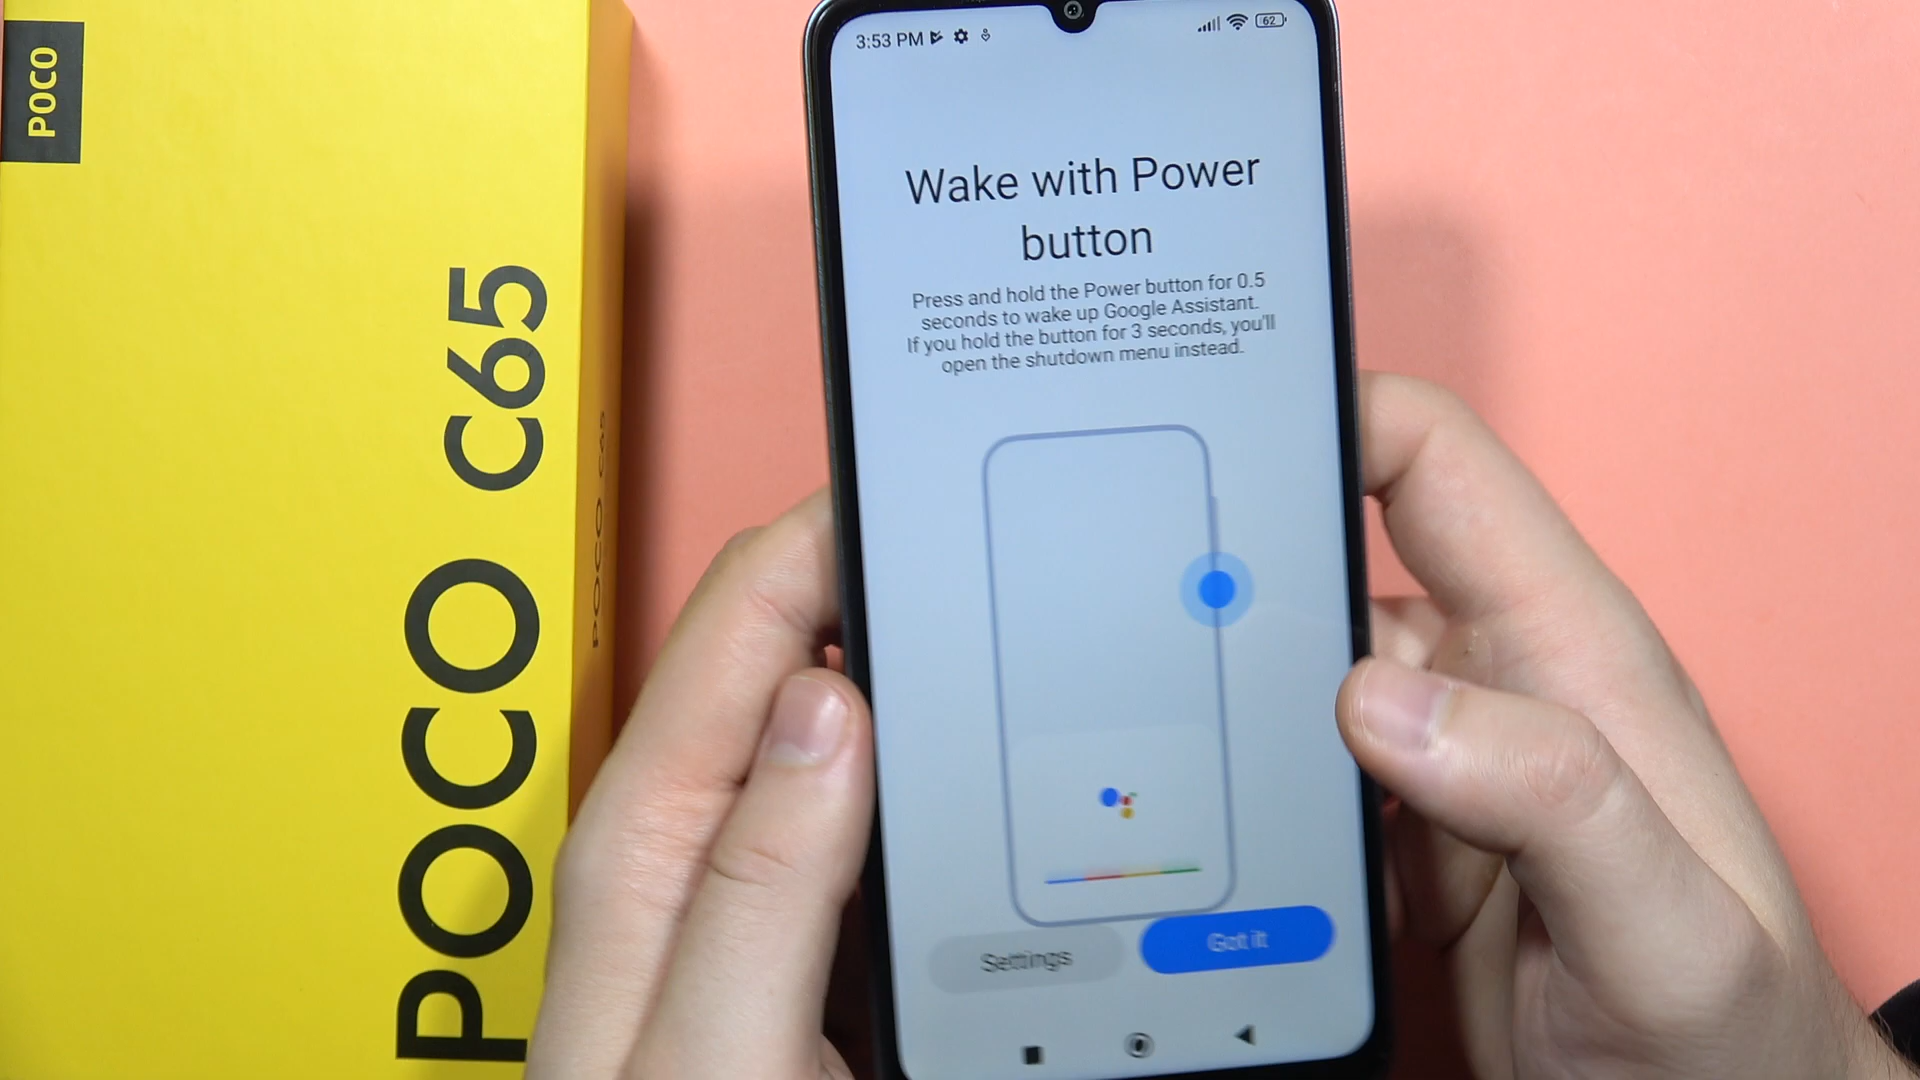 POCO
POCO C65
POCO C65
3:53 PM
62
Wake with Power
button
Press and hold the Power button for 0.5
seconds to wake up Google Assistant.
If you hold the button for 3 seconds, you'll
open the shutdown menu instead.
Settings
Got it